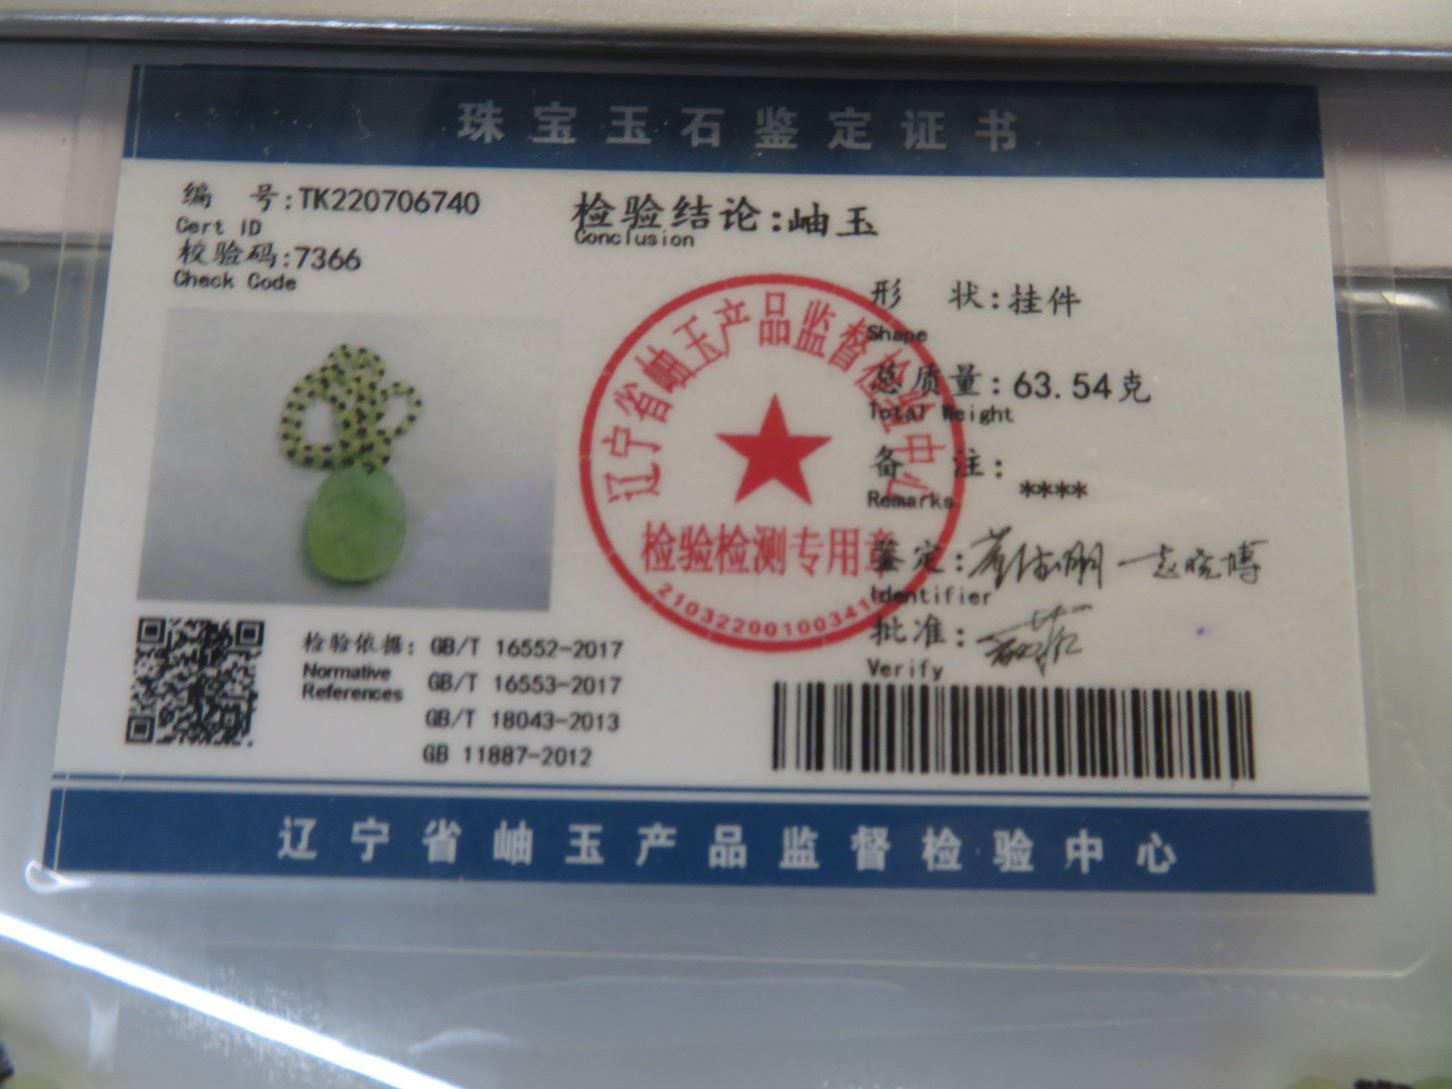 珠宝玉石鉴定证书
编 号:TK220706740
Cert ID
校验码:7366
Check Code
检验结论:岫玉
Conclusion
形 状:挂件
Shape
总质量:63.54克
Total Weight
备 注:****
Remarks
鉴定:
Identifier
批准:
Verify
辽宁省岫玉产品监督检验中心
检验检测专用章
检验依据: GB/T 16552-2017
Normative References
GB/T 16553-2017
GB/T 18043-2013
GB 11887-2012
辽宁省岫玉产品监督检验中心